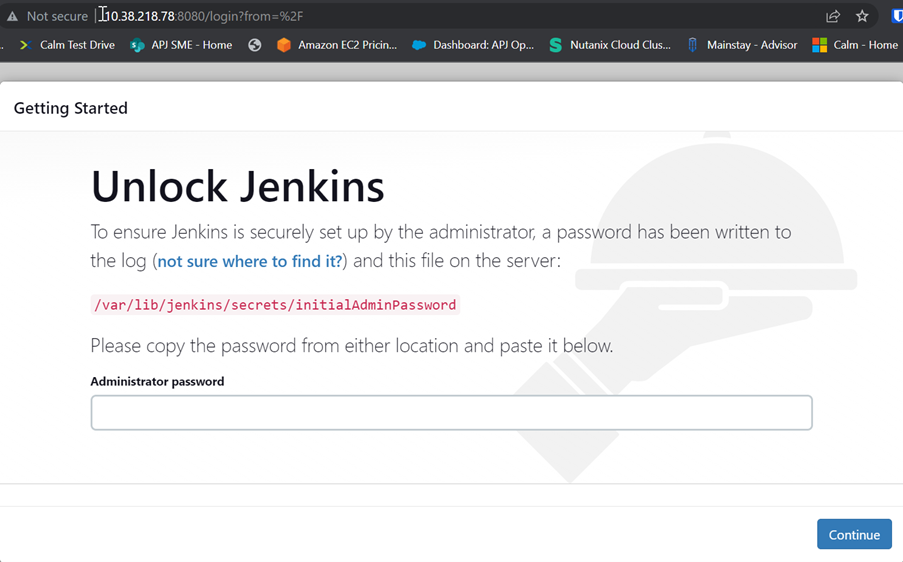 Not secure | 10.38.218.78:8080/login?from=%2F
Calm Test Drive APJ SME - Home Amazon EC2 Pricin... Dashboard: APJ Op... Nutanix Cloud Clus... Mainstay - Advisor Calm - Home
Getting Started
Unlock Jenkins
To ensure Jenkins is securely set up by the administrator, a password has been written to
the log (not sure where to find it?) and this file on the server:
/var/lib/jenkins/secrets/initialAdminPassword
Please copy the password from either location and paste it below.
Administrator password
Continue